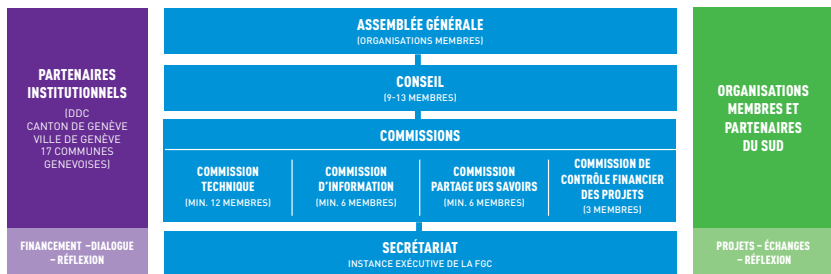 PARTENAIRES
INSTITUTIONNELS
(DDC
CANTON DE GENÈVE
VILLE DE GENÈVE
17 COMMUNES
GENEVOISES)
FINANCEMENT –DIALOGUE
– RÉFLEXION
ASSEMBLÉE GÉNÉRALE
(ORGANISATIONS MEMBRES)
CONSEIL
(9-13 MEMBRES)
COMMISSIONS
COMMISSION
TECHNIQUE
(MIN. 12 MEMBRES)
COMMISSION
D'INFORMATION
(MIN. 6 MEMBRES)
COMMISSION
PARTAGE DES SAVOIRS
(MIN. 6 MEMBRES)
COMMISSION DE
CONTRÔLE FINANCIER
DES PROJETS
(3 MEMBRES)
SECRÉTARIAT
INSTANCE EXÉCUTIVE DE LA FGC
ORGANISATIONS
MEMBRES ET
PARTENAIRES
DU SUD
PROJETS – ÉCHANGES
– RÉFLEXION